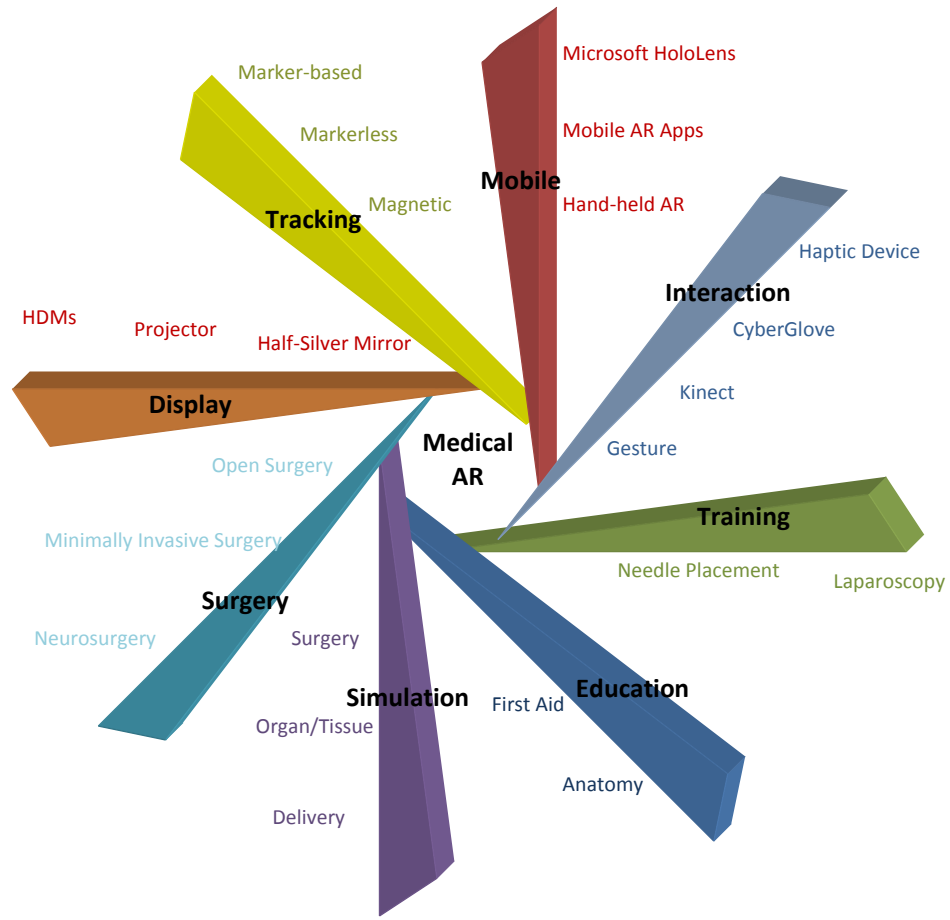 Microsoft HoloLens
Marker-based
Mobile AR Apps
Markerless
Mobile
Hand-held AR
Magnetic
Tracking
Haptic Device
Interaction
HDMs
Projector
CyberGlove
Half-Silver Mirror
Kinect
Display
Medical
AR
Gesture
Open Surgery
Training
Minimally Invasive Surgery
Needle Placement
Laparoscopy
Surgery
Neurosurgery
Surgery
Education
Simulation
First Aid
Organ/Tissue
Anatomy
Delivery